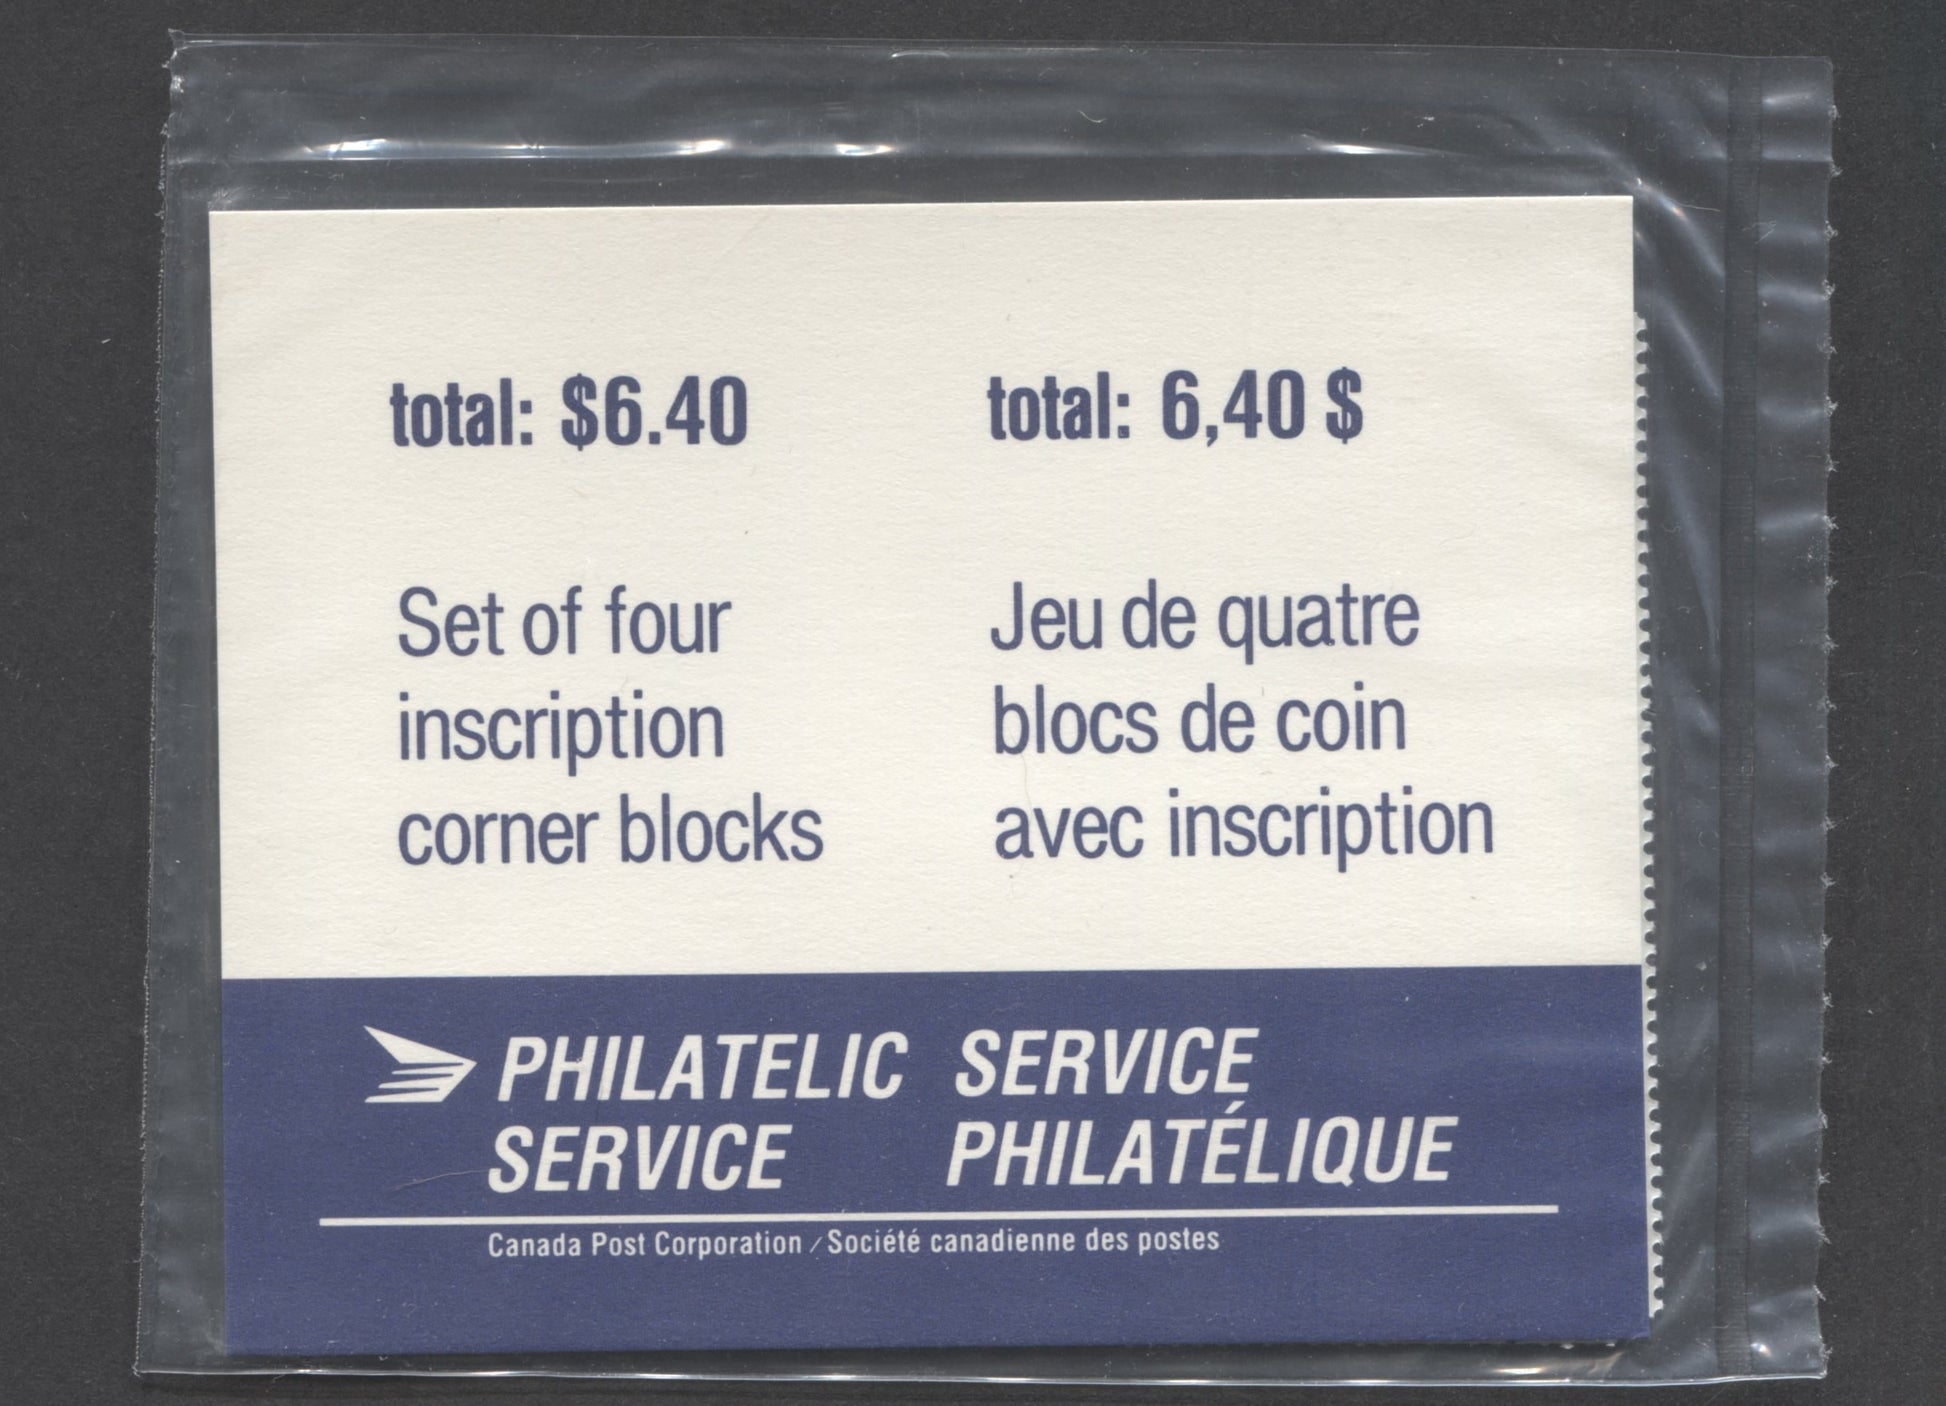 total: $6.40
total: 6,40 $
Set of four
inscription
corner blocks
Jeu de quatre
blocs de coin
avec inscription
PHILATELIC
SERVICE
SERVICE
PHILATÉLIQUE
Canada Post Corporation / Société canadienne des postes